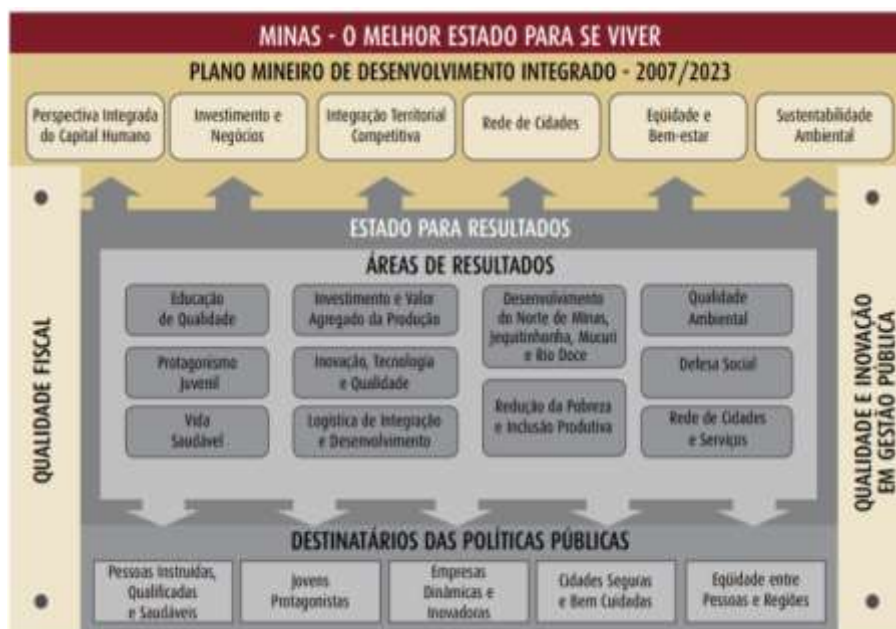 MINAS - O MELHOR ESTADO PARA SE VIVER
PLANO MINEIRO DE DESENVOLVIMENTO INTEGRADO - 2007/2023
Perspectiva Integrada
do Capital Humano
Investimento e
Negócios
Integração Territorial
Competitiva
Rede de Cidades
Eqüidade e
Bem-estar
Sustentabilidade
Ambiental
QUALIDADE FISCAL
ESTADO PARA RESULTADOS
ÁREAS DE RESULTADOS
Educação
de Qualidade
Protagonismo
Juvenil
Vida
Saudável
Investimento e Valor
Agregado da Produção
Inovação, Tecnologia
e Qualidade
Logística de Integração
e Desenvolvimento
Desenvolvimento
do Norte de Minas,
Jequitinhonha, Mucuri
e Rio Doce
Redução da Pobreza
e Inclusão Produtiva
Qualidade
Ambiental
Defesa Social
Rede de Cidades
e Serviços
QUALIDADE E INOVAÇÃO
EM GESTÃO PÚBLICA
DESTINATÁRIOS DAS POLÍTICAS PÚBLICAS
Pessoas Instruídas,
Qualificadas
e Saudáveis
Jovens
Protagonistas
Empresas
Dinâmicas e
Inovadoras
Cidades Seguras
e Bem Cuidadas
Eqüidade entre
Pessoas e Regiões